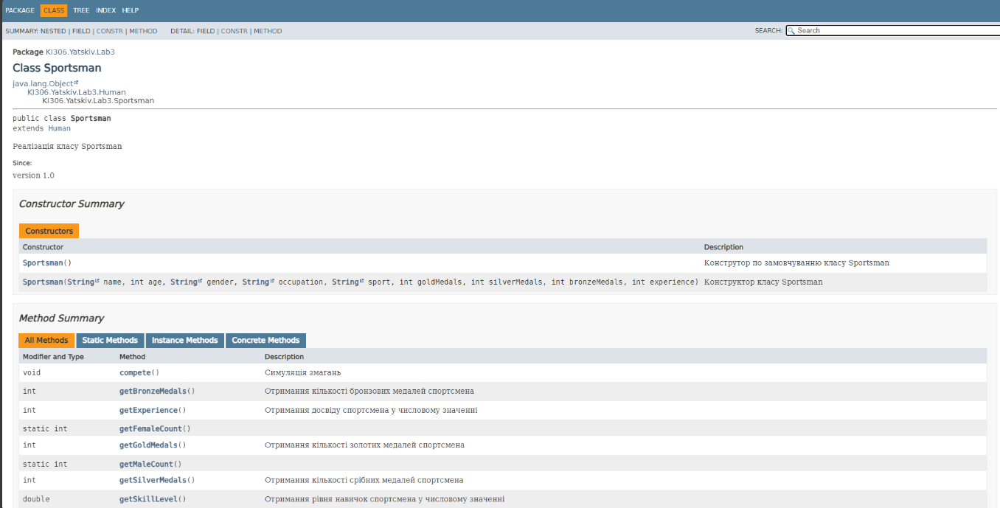 PACKAGE CLASS TREE INDEX HELP
SUMMARY: NESTED | FIELD | CONSTR | METHOD DETAIL: FIELD | CONSTR | METHOD SEARCH: Search
Package KI306.Yatskiv.Lab3
Class Sportsman
java.lang.Object
KI306.Yatskiv.Lab3.Human
KI306.Yatskiv.Lab3.Sportsman
public class Sportsman
extends Human
Реалізація класу Sportsman
Since:
version 1.0
Constructor Summary
Constructors
Constructor Description
Sportsman() Конструтор по замовчуванню класу Sportsman
Sportsman(String name, int age, String gender, String occupation, String sport, int goldMedals, int silverMedals, int bronzeMedals, int experience) Конструктор класу Sportsman
Method Summary
All Methods Static Methods Instance Methods Concrete Methods
Modifier and Type Method Description
void compete() Симуляція змагань
int getBronzeMedals() Отримання кількості бронзових медалей спортсмена
int getExperience() Отримання досвіду спортсмена у числовому значенні
static int getFemaleCount()
int getGoldMedals() Отримання кількості золотих медалей спортсмена
static int getMaleCount()
int getSilverMedals() Отримання кількості срібних медалей спортсмена
double getSkillLevel() Отримання рівня навичок спортсмена у числовому значенні